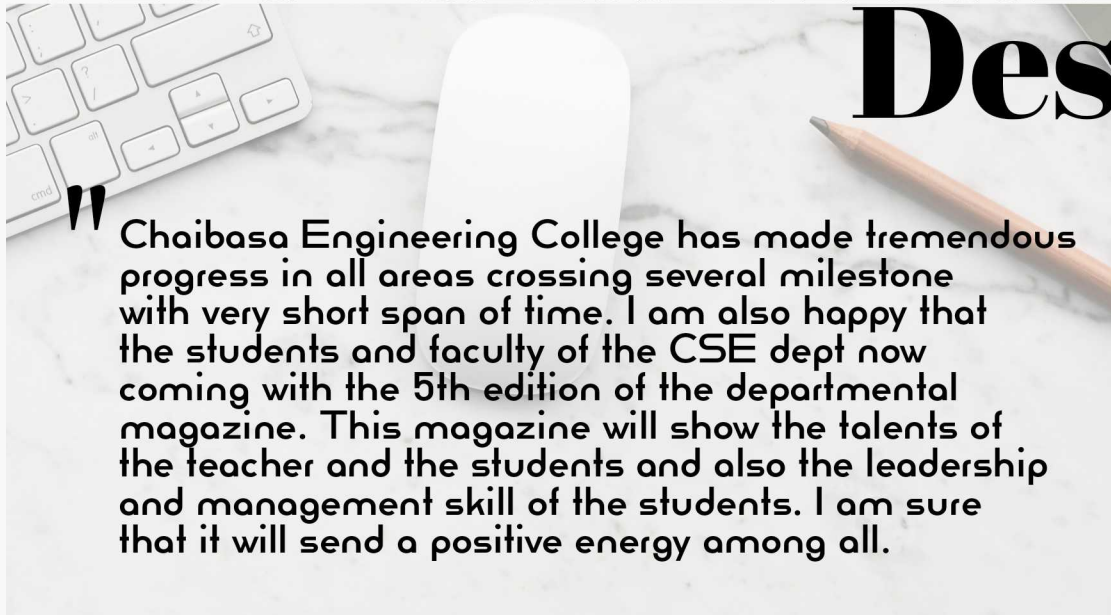 Des
"
Chaibasa Engineering College has made tremendous
progress in all areas crossing several milestone
with very short span of time. I am also happy that
the students and faculty of the CSE dept now
coming with the 5th edition of the departmental
magazine. This magazine will show the talents of
the teacher and the students and also the leadership
and management skill of the students. I am sure
that it will send a positive energy among all.
alt
cmd